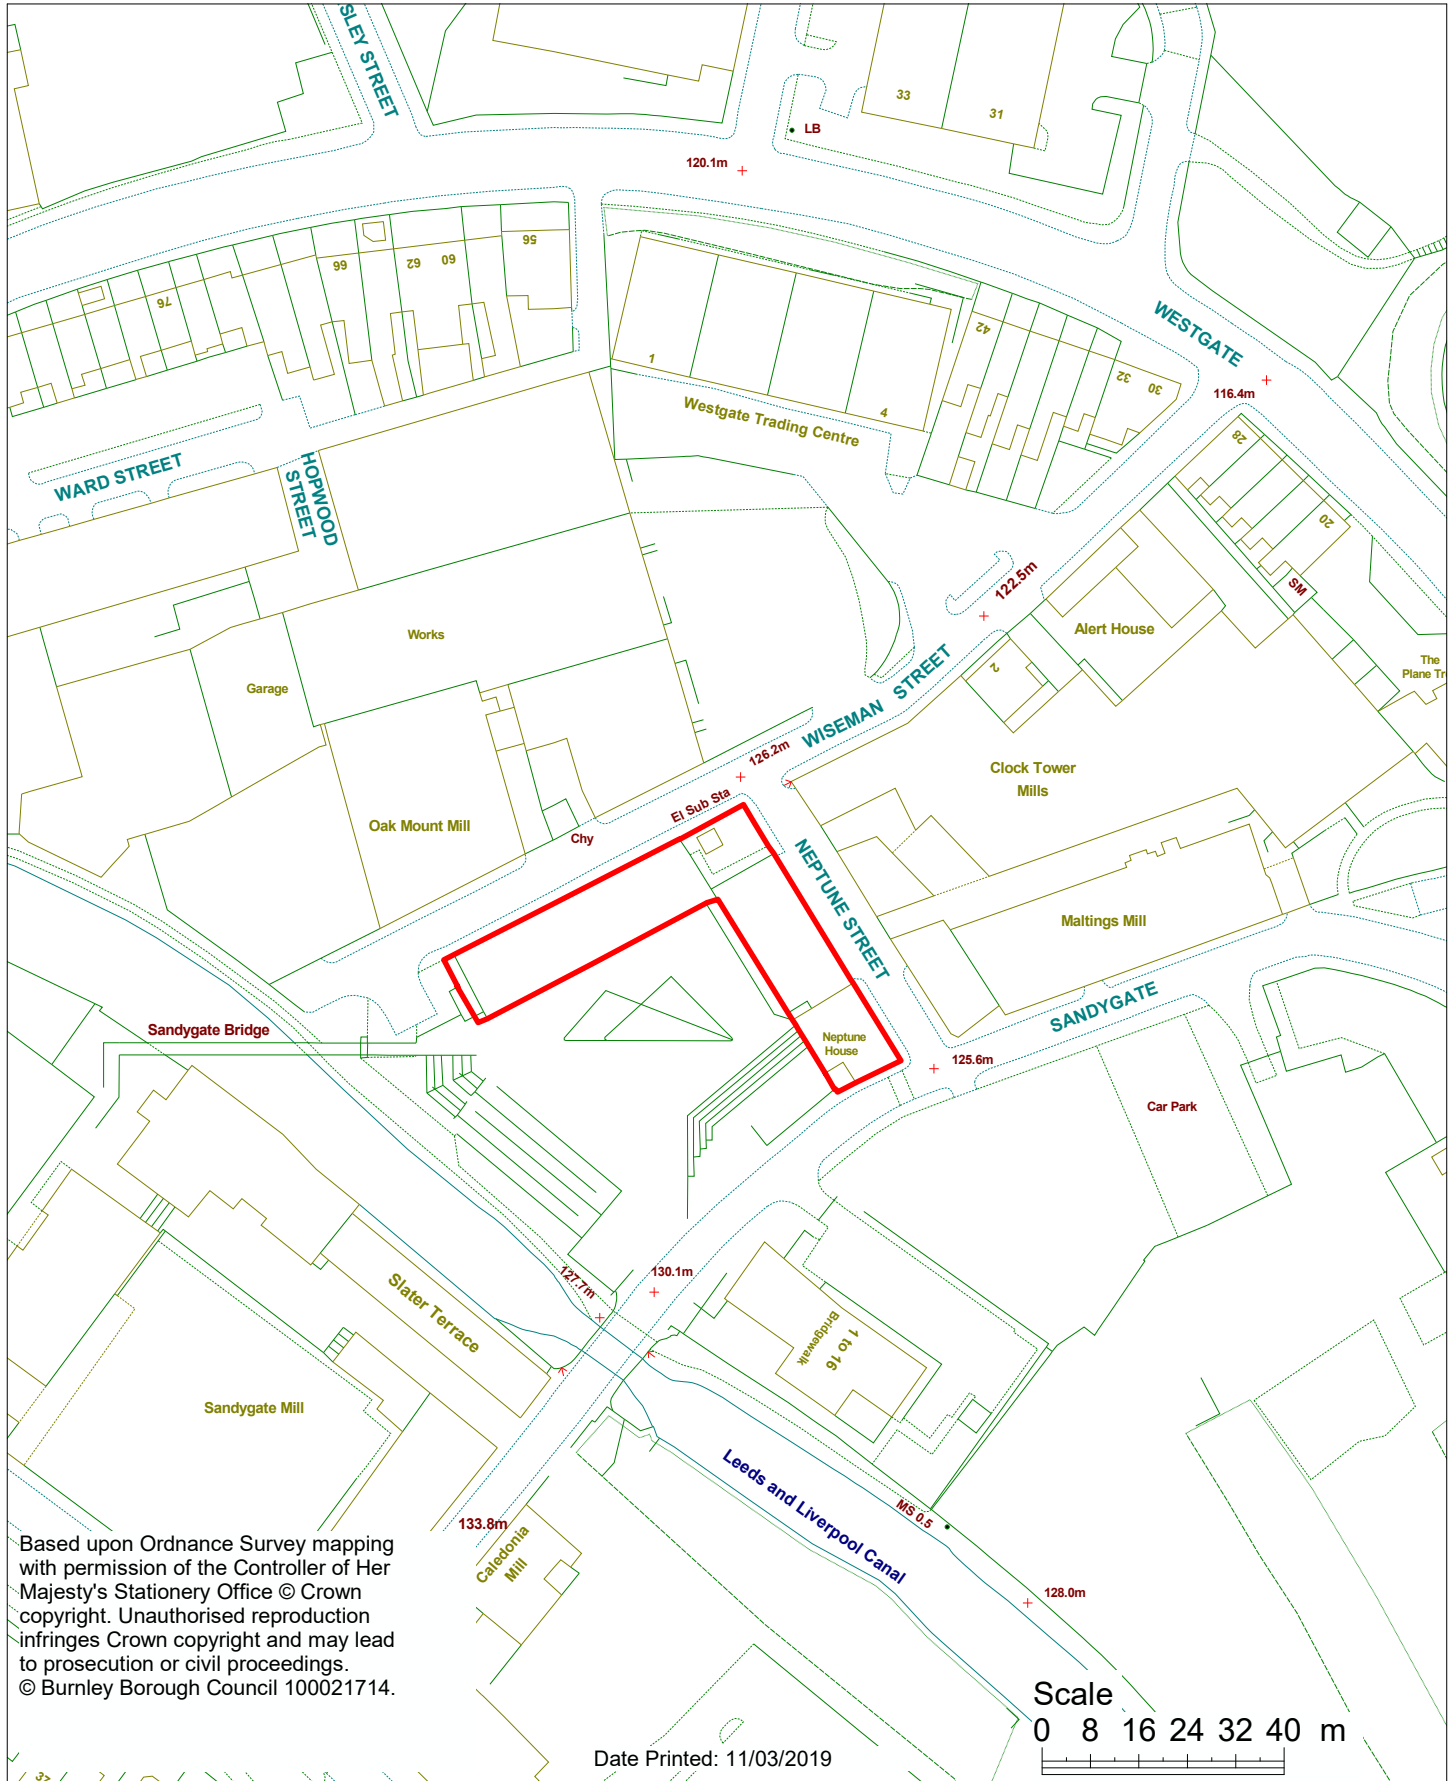 SLEY STREET
33
31
LB
120.1m
56
60
62
66
76
WESTGATE
42
1
4
32
30
116.4m
Westgate Trading Centre
28
WARD STREET
HOPWOOD
STREET
20
122.5m
SM
Works
Alert House
The
Plane Tr
Garage
2
WISEMAN STREET
126.2m
Clock Tower
Mills
El Sub Sta
Oak Mount Mill
Chy
NEPTUNE STREET
Maltings Mill
SANDYGATE
Sandygate Bridge
Neptune
House
125.6m
Car Park
127.7m
130.1m
Slater Terrace
1 to 16
Bridgewalk
Sandygate Mill
Leeds and Liverpool Canal
MS 0.5
133.8m
Caledonia
Mill
128.0m
Based upon Ordnance Survey mapping
with permission of the Controller of Her
Majesty's Stationery Office © Crown
copyright. Unauthorised reproduction
infringes Crown copyright and may lead
to prosecution or civil proceedings.
© Burnley Borough Council 100021714.
Scale
0 8 16 24 32 40 m
Date Printed: 11/03/2019